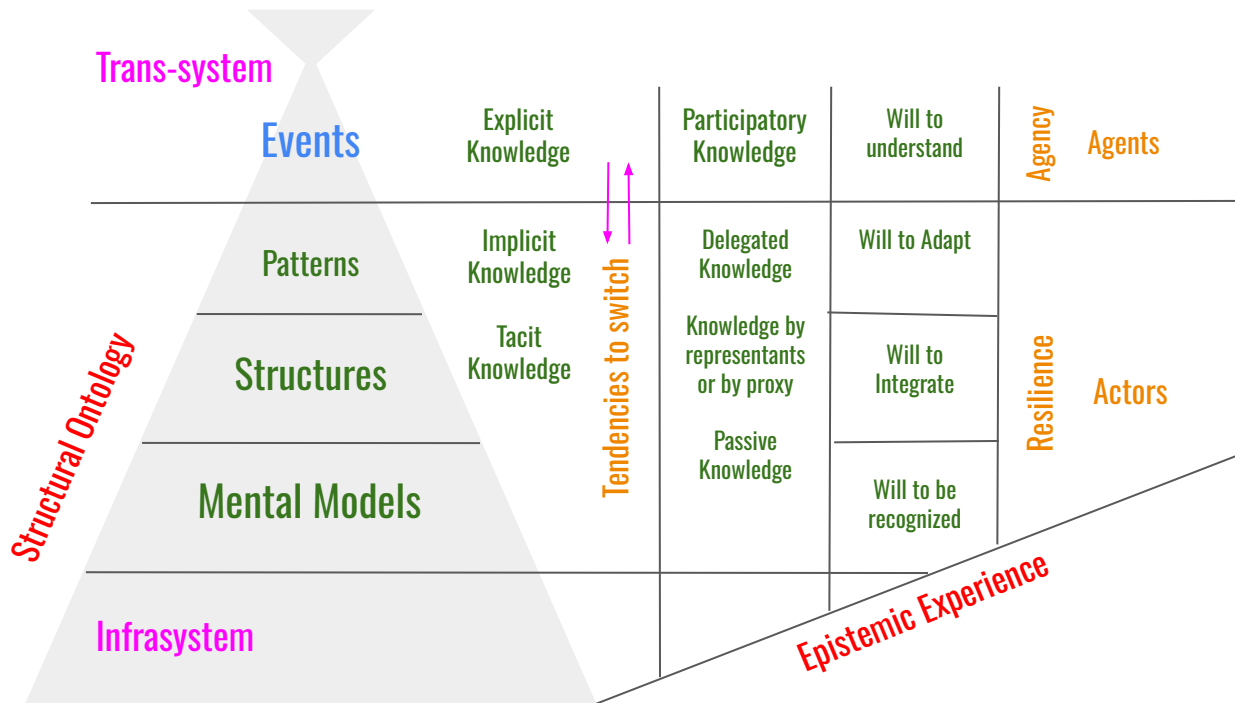 Trans-system
Events
Explicit
Knowledge
Participatory
Knowledge
Will to
understand
Agency
Agents
Patterns
Implicit
Knowledge
Tendencies to switch
Delegated
Knowledge
Will to Adapt
Structural Ontology
Structures
Tacit
Knowledge
Knowledge by
representants
or by proxy
Will to
Integrate
Resilience
Actors
Mental Models
Passive
Knowledge
Will to be
recognized
Infrasystem
Epistemic Experience